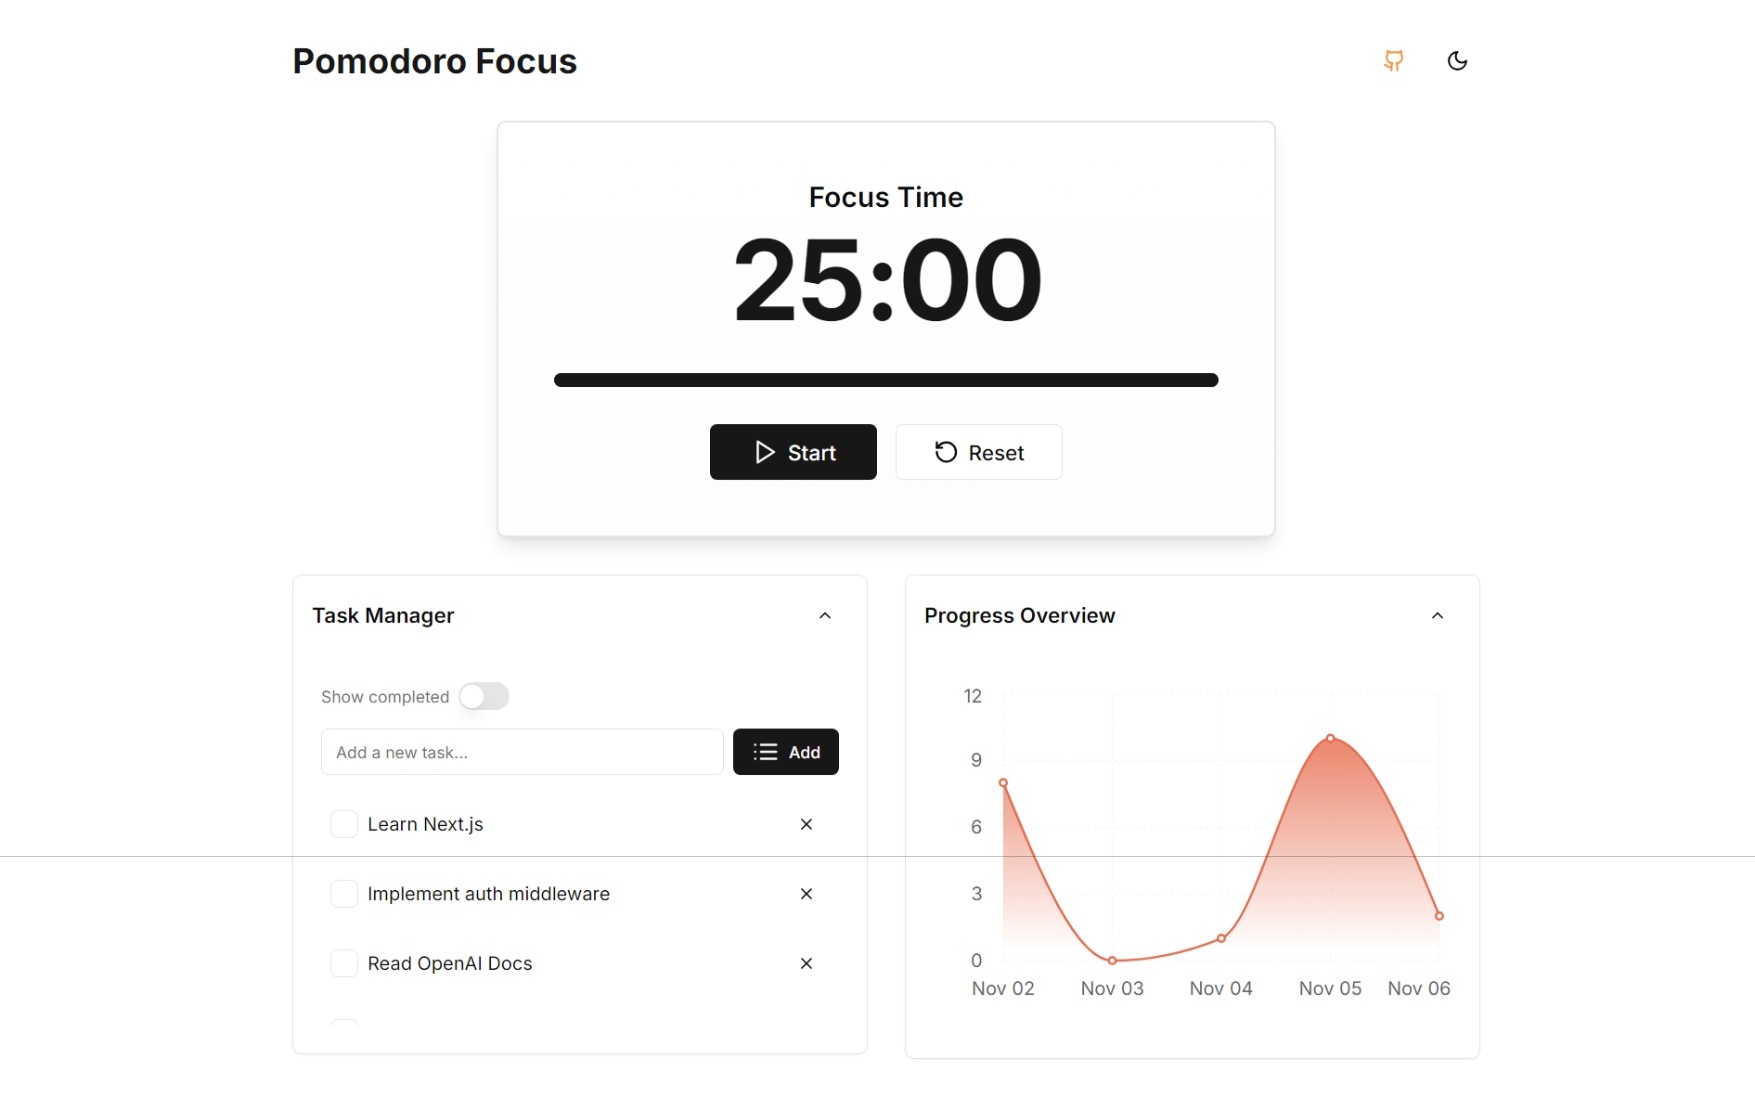 Pomodoro Focus
Focus Time
25:00
Start
Reset
Task Manager
Show completed
Add a new task...
Add
Learn Next.js
Implement auth middleware
Read OpenAI Docs
Progress Overview
12
9
6
3
0
Nov 02 Nov 03 Nov 04 Nov 05 Nov 06